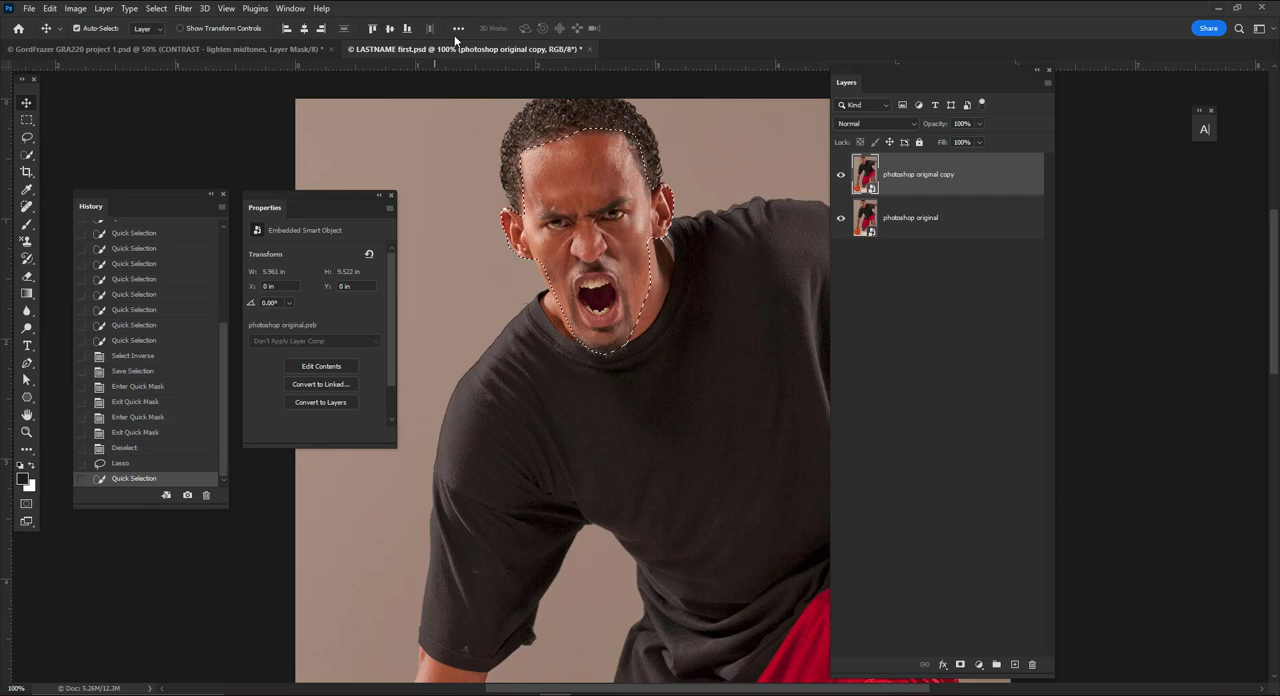 Ps File Edit Image Layer Type Select Filter 3D View Plugins Window Help
Auto-Select: Layer Show Transform Controls 3D Mode: Share
© GordFrazer GRA220 project 1.psd @ 50% (CONTRAST - lighten midtones, Layer Mask/8) * × © LASTNAME first.psd @ 100% (photoshop original copy, RGB/8*) * ×
Layers
Kind
Normal Opacity: 100%
Lock: Fill: 100%
photoshop original copy
photoshop original
A
History
Quick Selection
Quick Selection
Quick Selection
Quick Selection
Quick Selection
Quick Selection
Quick Selection
Quick Selection
Select Inverse
Save Selection
Enter Quick Mask
Exit Quick Mask
Enter Quick Mask
Exit Quick Mask
Deselect
Lasso
Quick Selection
Properties
Embedded Smart Object
Transform
W: 5.961 in H: 9.522 in
X: 0 in Y: 0 in
0.00°
photoshop original.psb
Don't Apply Layer Comp
Edit Contents
Convert to Linked...
Convert to Layers
100% © Doc: 5.26M/12.3M